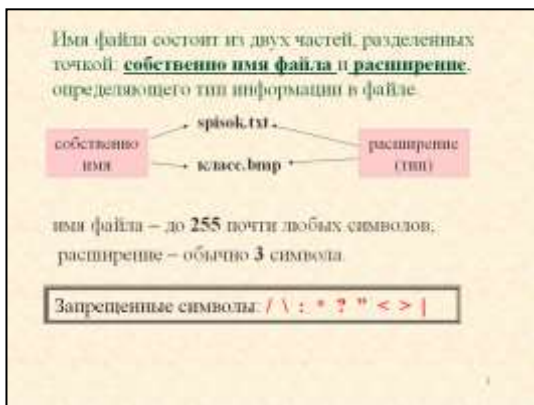 Имя файла состоит из двух частей, разделенных
точкой: собственно имя файла и расширение,
определяющего тип информации в файле.
spisok.txt
собственно
имя
расширение
(тип)
класс.bmp
имя файла – до 255 почти любых символов,
расширение – обычно 3 символа.
Запрещенные символы: / \ : * ? " < > |